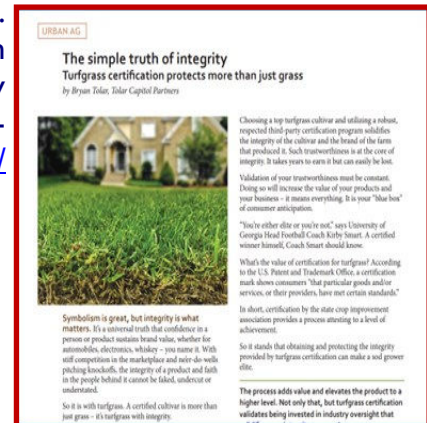 URBAN AG
The simple truth of integrity
Turfgrass certification protects more than just grass
by Bryan Tolar, Tolar Capitol Partners
Symbolism is great, but integrity is what
matters. It's a universal truth that confidence in a
person or product sustains brand value, whether for
automobiles, electronics, whiskey – you name it. With
stiff competition in the marketplace and neir-do-wells
pitching knockoffs, the integrity of a product and faith
in the people behind it cannot be faked, undercut or
understated.
So it is with turfgrass. A certified cultivar is more than
just grass – it's turfgrass with integrity.
Choosing a top turfgrass cultivar and utilizing a robust,
respected third-party certification program solidifies
the integrity of the cultivar and the brand of the farm
that produced it. Such trustworthiness is at the core of
integrity. It takes years to earn it but can easily be lost.
Validation of your trustworthiness must be constant.
Doing so will increase the value of your products and
your business – it means everything. It is your "blue box"
of consumer anticipation.
"You're either elite or you're not," says University of
Georgia Head Football Coach Kirby Smart. A certified
winner himself, Coach Smart should know.
What's the value of certification for turfgrass? According
to the U.S. Patent and Trademark Office, a certification
mark shows consumers "that particular goods and/or
services, or their providers, have met certain standards."
In short, certification by the state crop improvement
association provides a process attesting to a level of
achievement.
So it stands that obtaining and protecting the integrity
provided by turfgrass certification can make a sod grower
elite.
The process adds value and elevates the product to a
higher level. Not only that, but turfgrass certification
validates being invested in industry oversight that